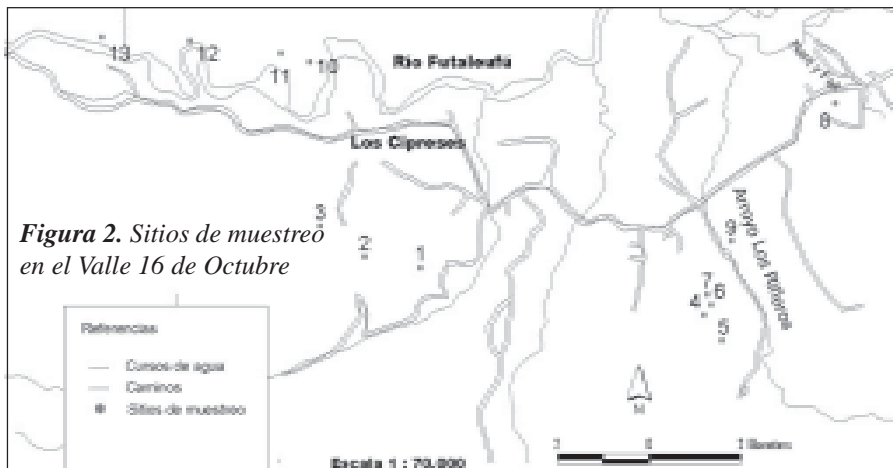 13
12
11
10
Río Futaleufú
8
Los Cipreses
3
Figura 2. Sitios de muestreo
en el Valle 16 de Octubre
2
1
9
7
6
4
5
Arroyo Los
Referencias
Cursos de agua
Caminos
Sitios de muestreo
N
Escala 1 : 70.000